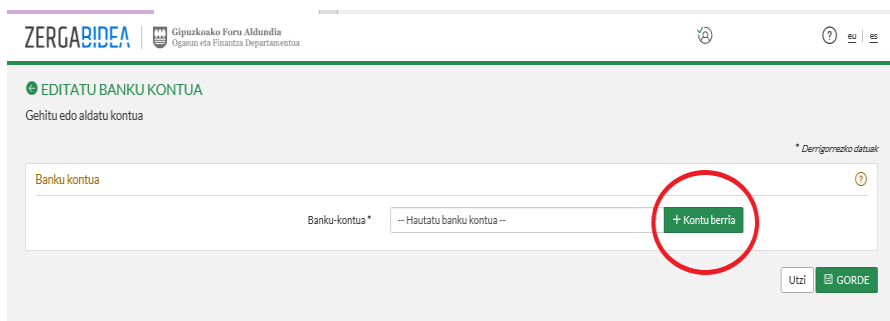 ZERGABIDEA
Gipuzkoako Foru Aldundia
Ogasun eta Finantza Departamentua
? eu | es
EDITATU BANKU KONTUA
Gehitu edo aldatu kontua
* Derrigorrezko datuak
Banku kontua ?
Banku-kontua * -- Hautatu banku kontua -- + Kontu berria
Utzi GORDE